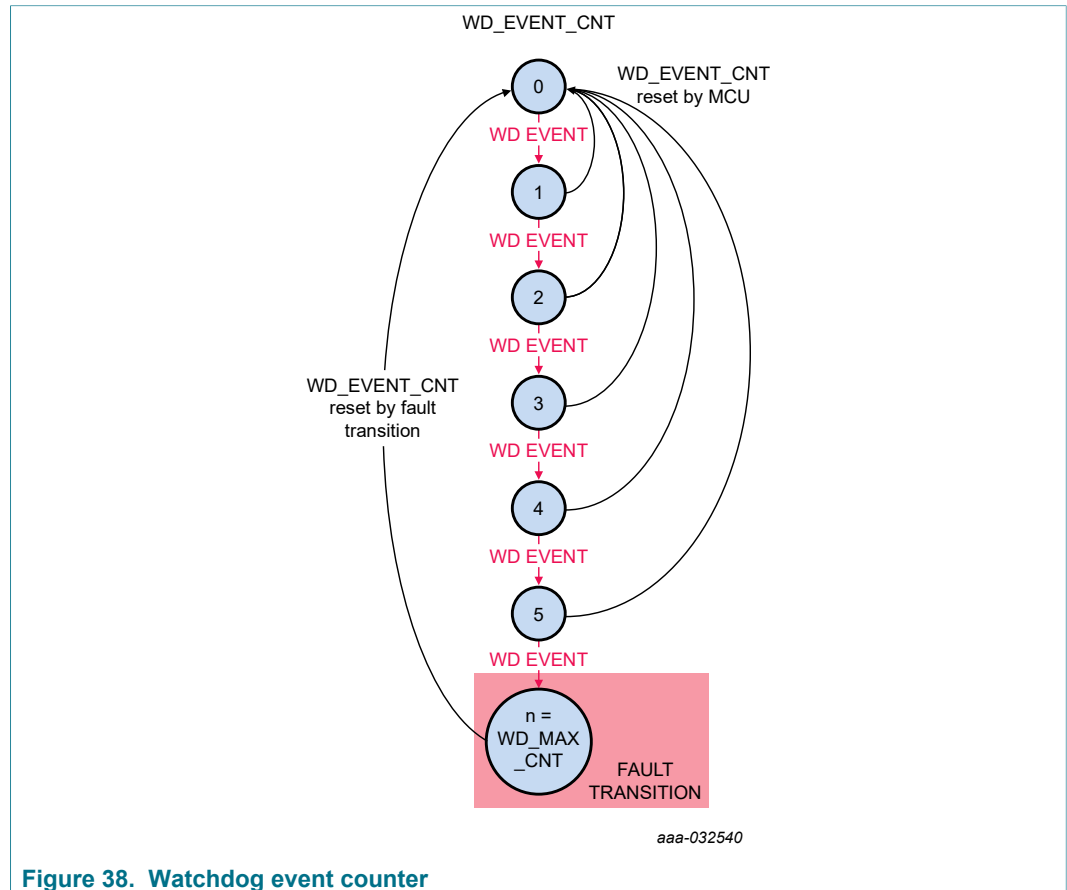 WD_EVENT_CNT
0
WD_EVENT_CNT
reset by MCU
WD EVENT
1
WD EVENT
2
WD EVENT
3
WD_EVENT_CNT
reset by fault
transition
WD EVENT
4
WD EVENT
5
WD EVENT
n =
WD_MAX
_CNT
FAULT
TRANSITION
aaa-032540
Figure 38. Watchdog event counter